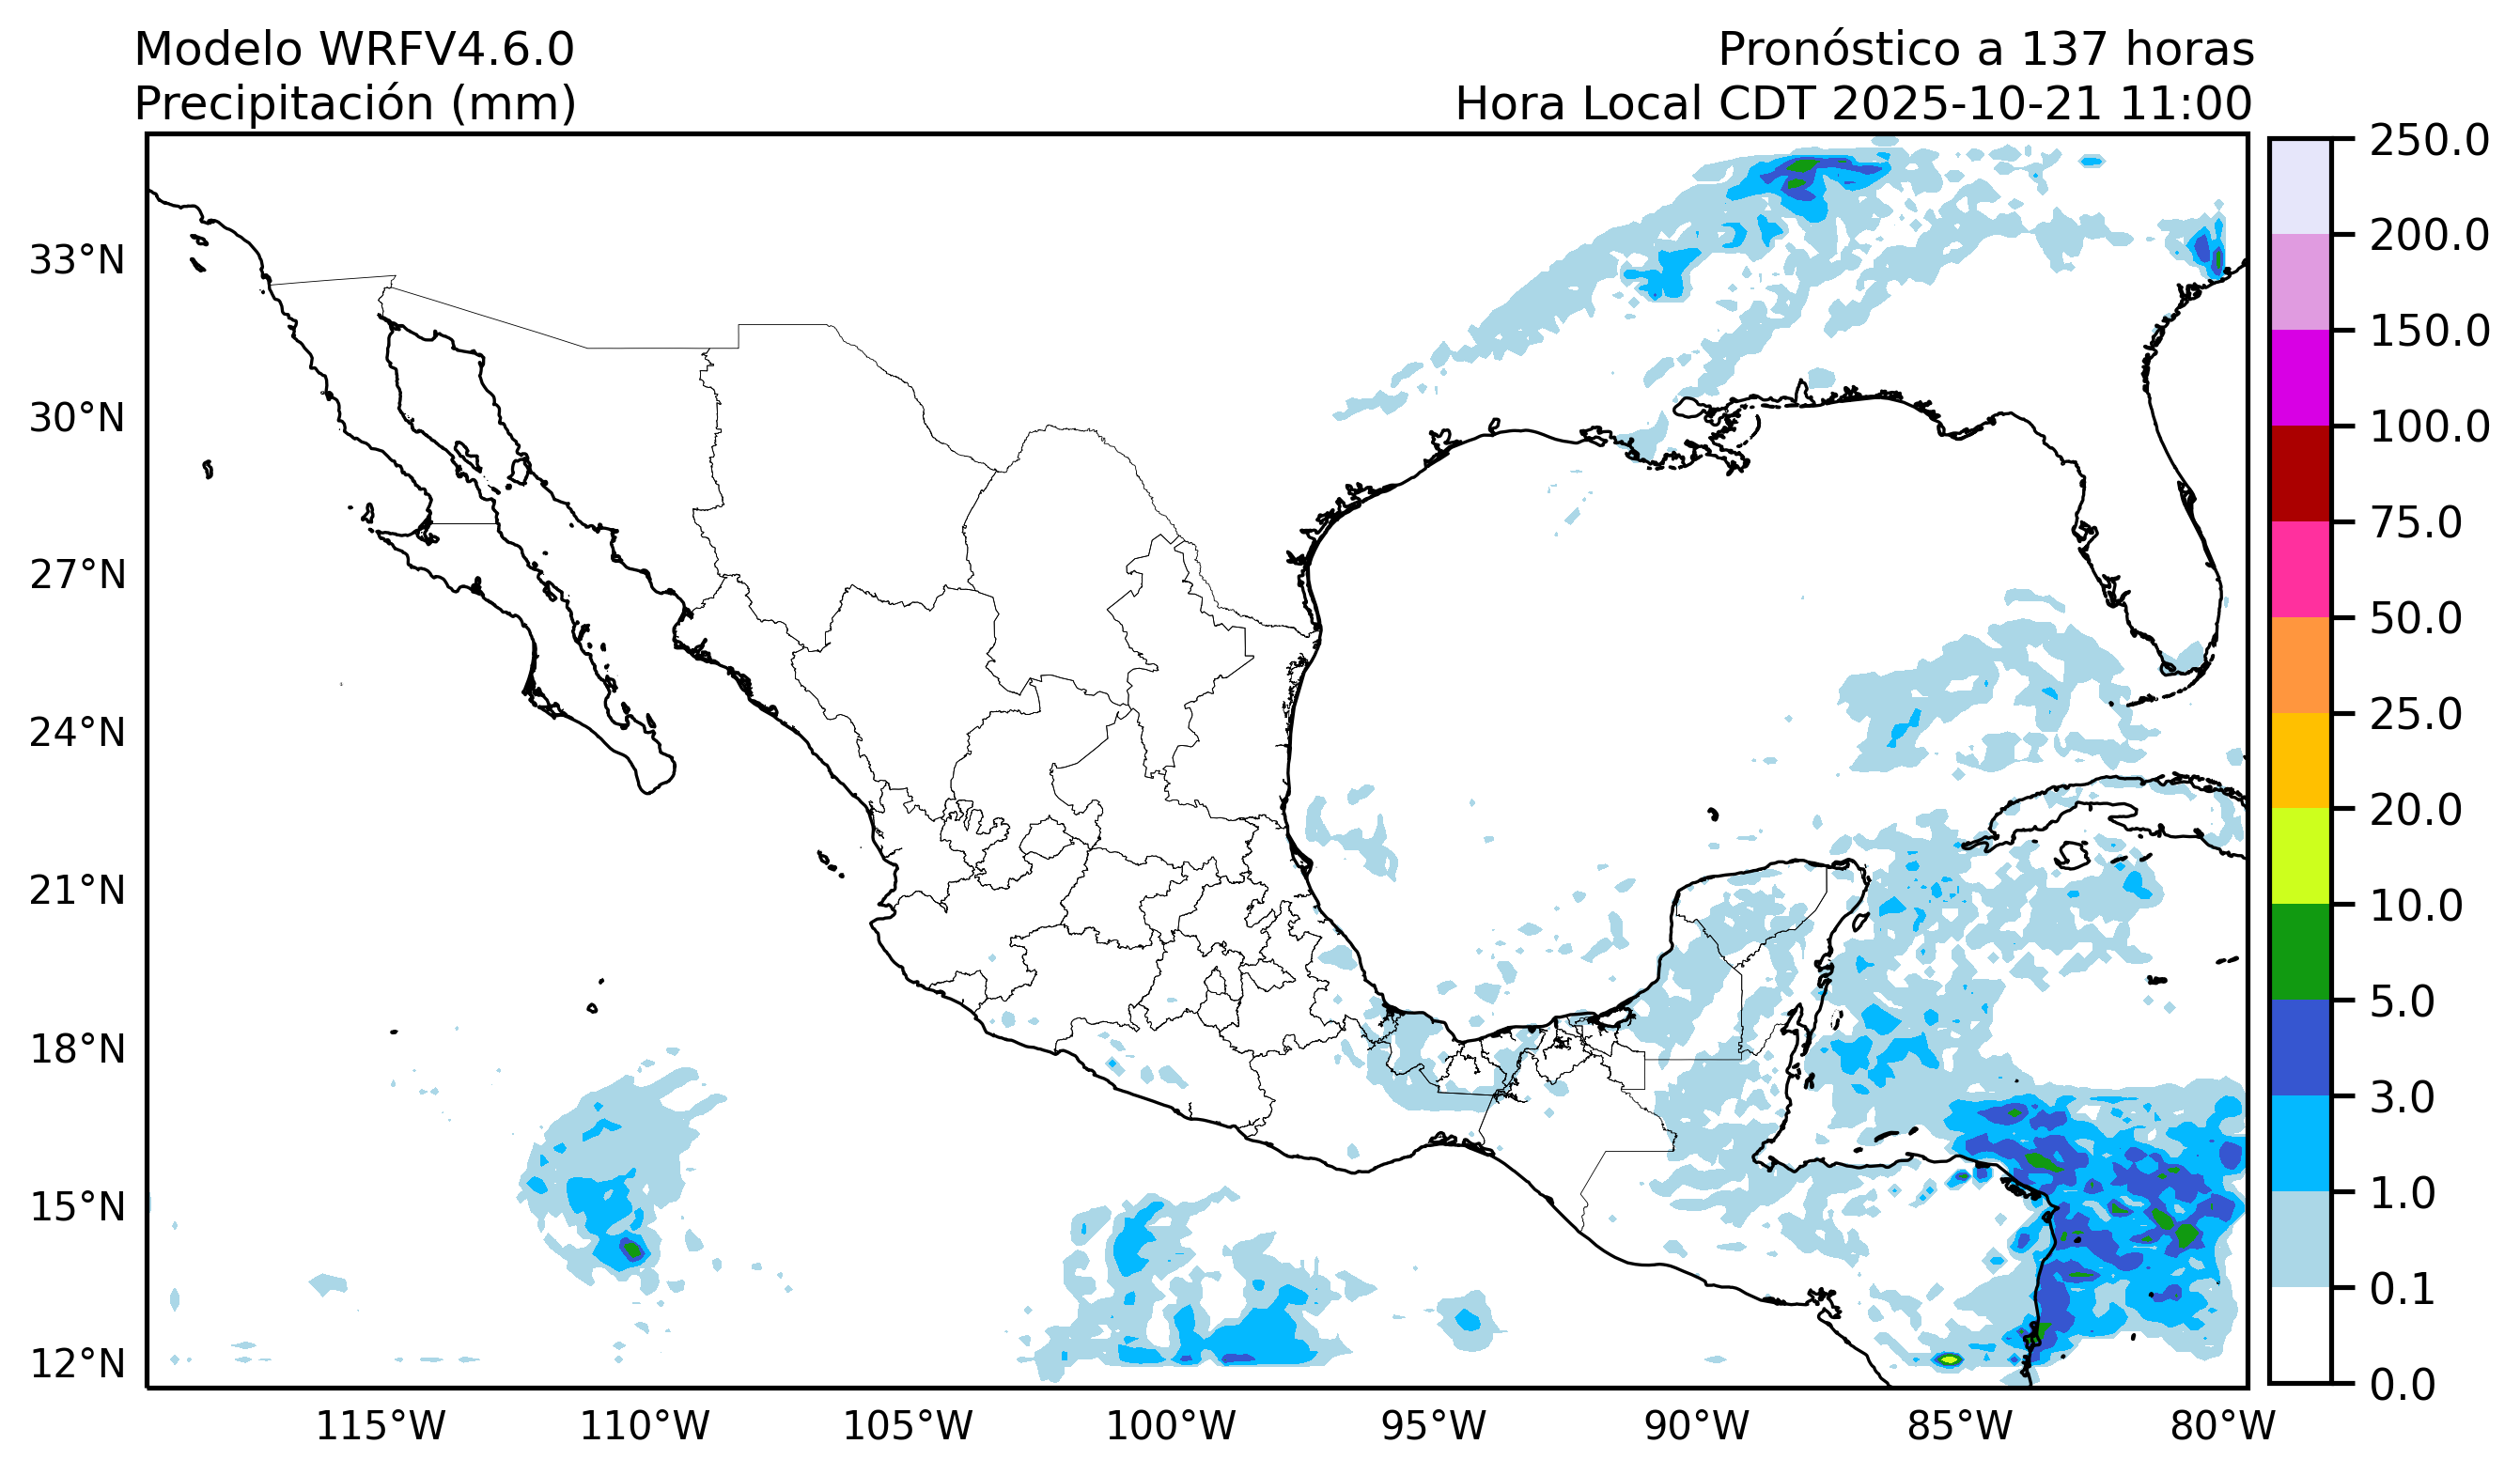 Modelo WRFV4.6.0
Precipitación (mm)
Pronóstico a 137 horas
Hora Local CDT 2025-10-21 11:00
33°N
30°N
27°N
24°N
21°N
18°N
15°N
12°N
115°W
110°W
105°W
100°W
95°W
90°W
85°W
80°W
250.0
200.0
150.0
100.0
75.0
50.0
25.0
20.0
10.0
5.0
3.0
1.0
0.1
0.0